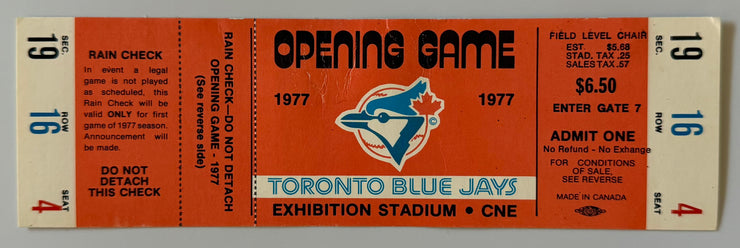 SEC.
19
ROW
16
SEAT
4
RAIN CHECK
In event a legal
game is not played
as scheduled, this
Rain Check will be
valid ONLY for first
game of 1977 season.
Announcement will
be made.
DO NOT
DETACH
THIS CHECK
RAIN CHECK—DO NOT DETACH
OPENING GAME - 1977
(See reverse side)
OPENING GAME
1977
1977
©
TORONTO BLUE JAYS
EXHIBITION STADIUM • CNE
FIELD LEVEL CHAIR
EST. $5.68
STAD. TAX .25
SALES TAX .57
$6.50
ENTER GATE 7
ADMIT ONE
No Refund - No Exhange
FOR CONDITIONS
OF SALE,
SEE REVERSE
MADE IN CANADA
SEC.
19
ROW
16
SEAT
4